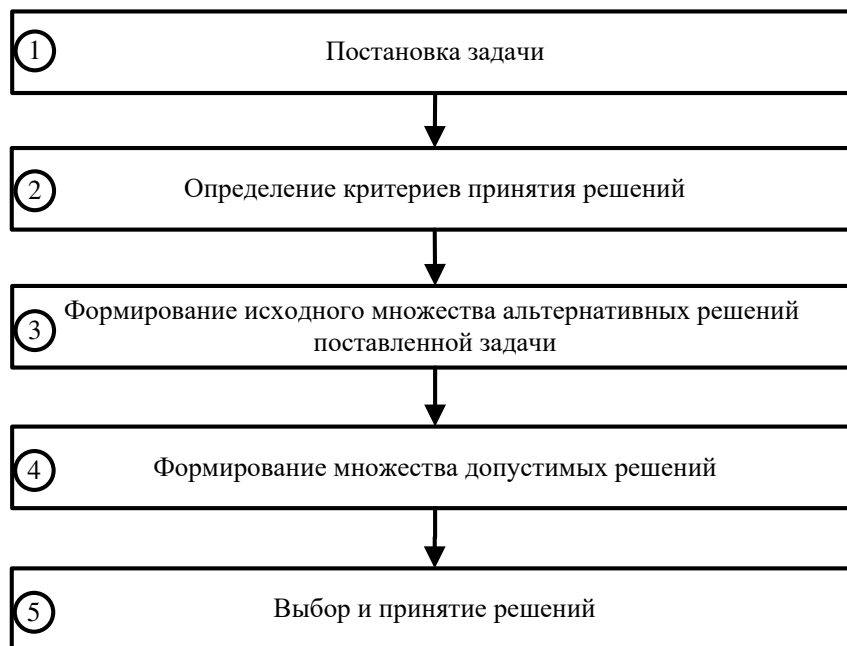 1 Постановка задачи
2 Определение критериев принятия решений
3 Формирование исходного множества альтернативных решений
поставленной задачи
4 Формирование множества допустимых решений
5 Выбор и принятие решений